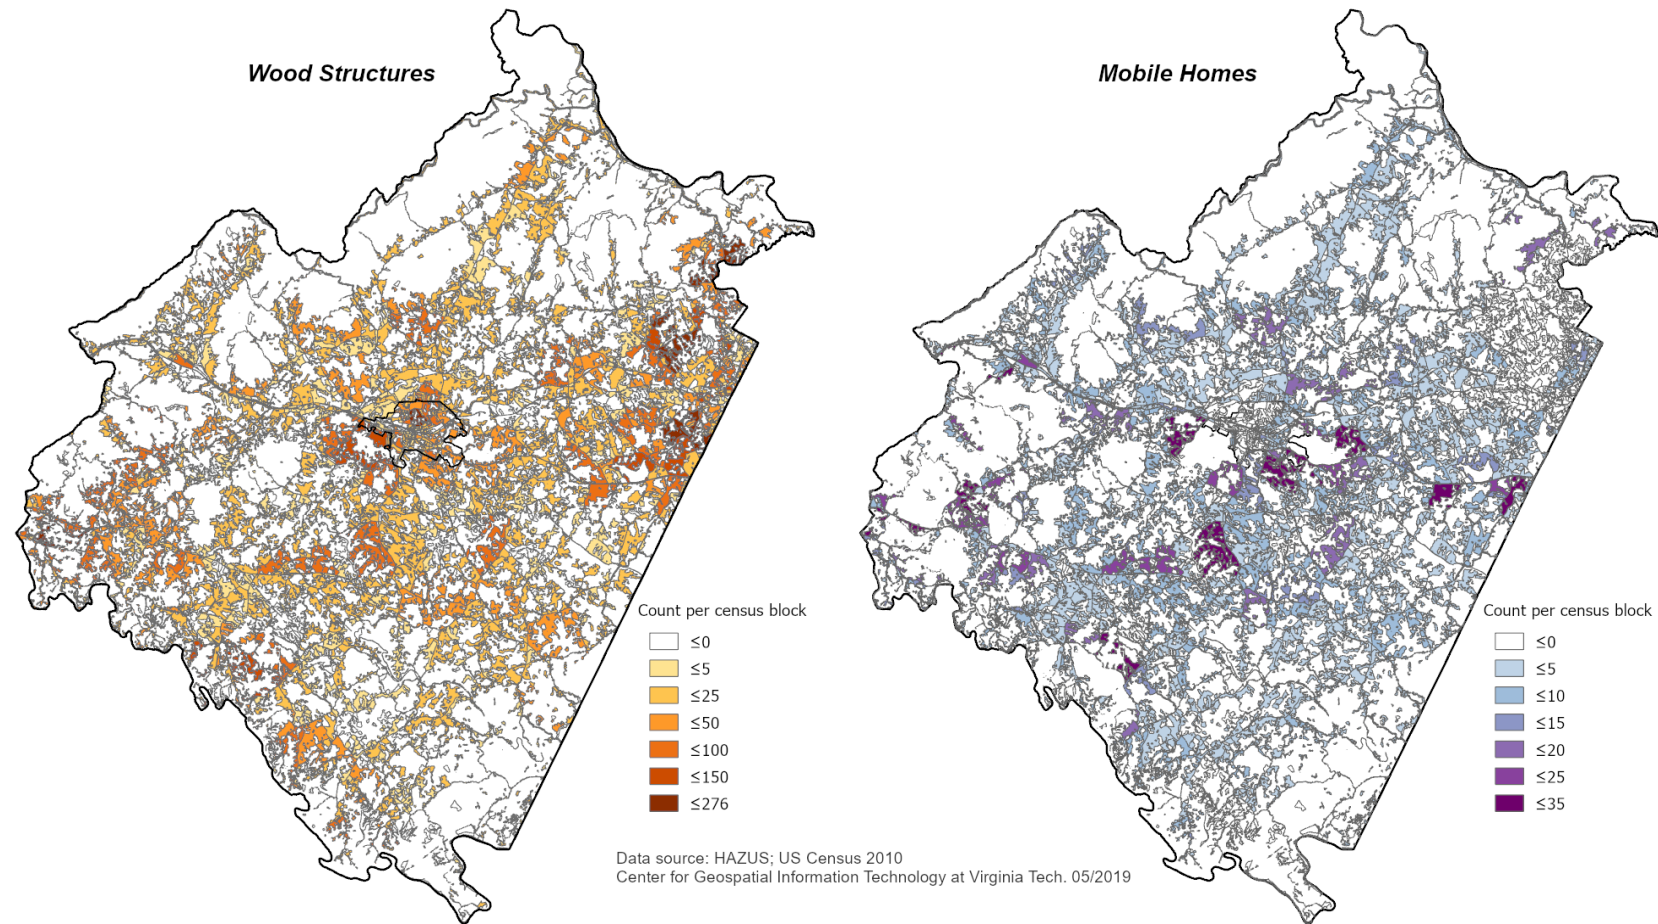 Wood Structures
Mobile Homes
Count per census block
≤0
≤5
≤25
≤50
≤100
≤150
≤276
Count per census block
≤0
≤5
≤10
≤15
≤20
≤25
≤35
Data source: HAZUS; US Census 2010
Center for Geospatial Information Technology at Virginia Tech. 05/2019